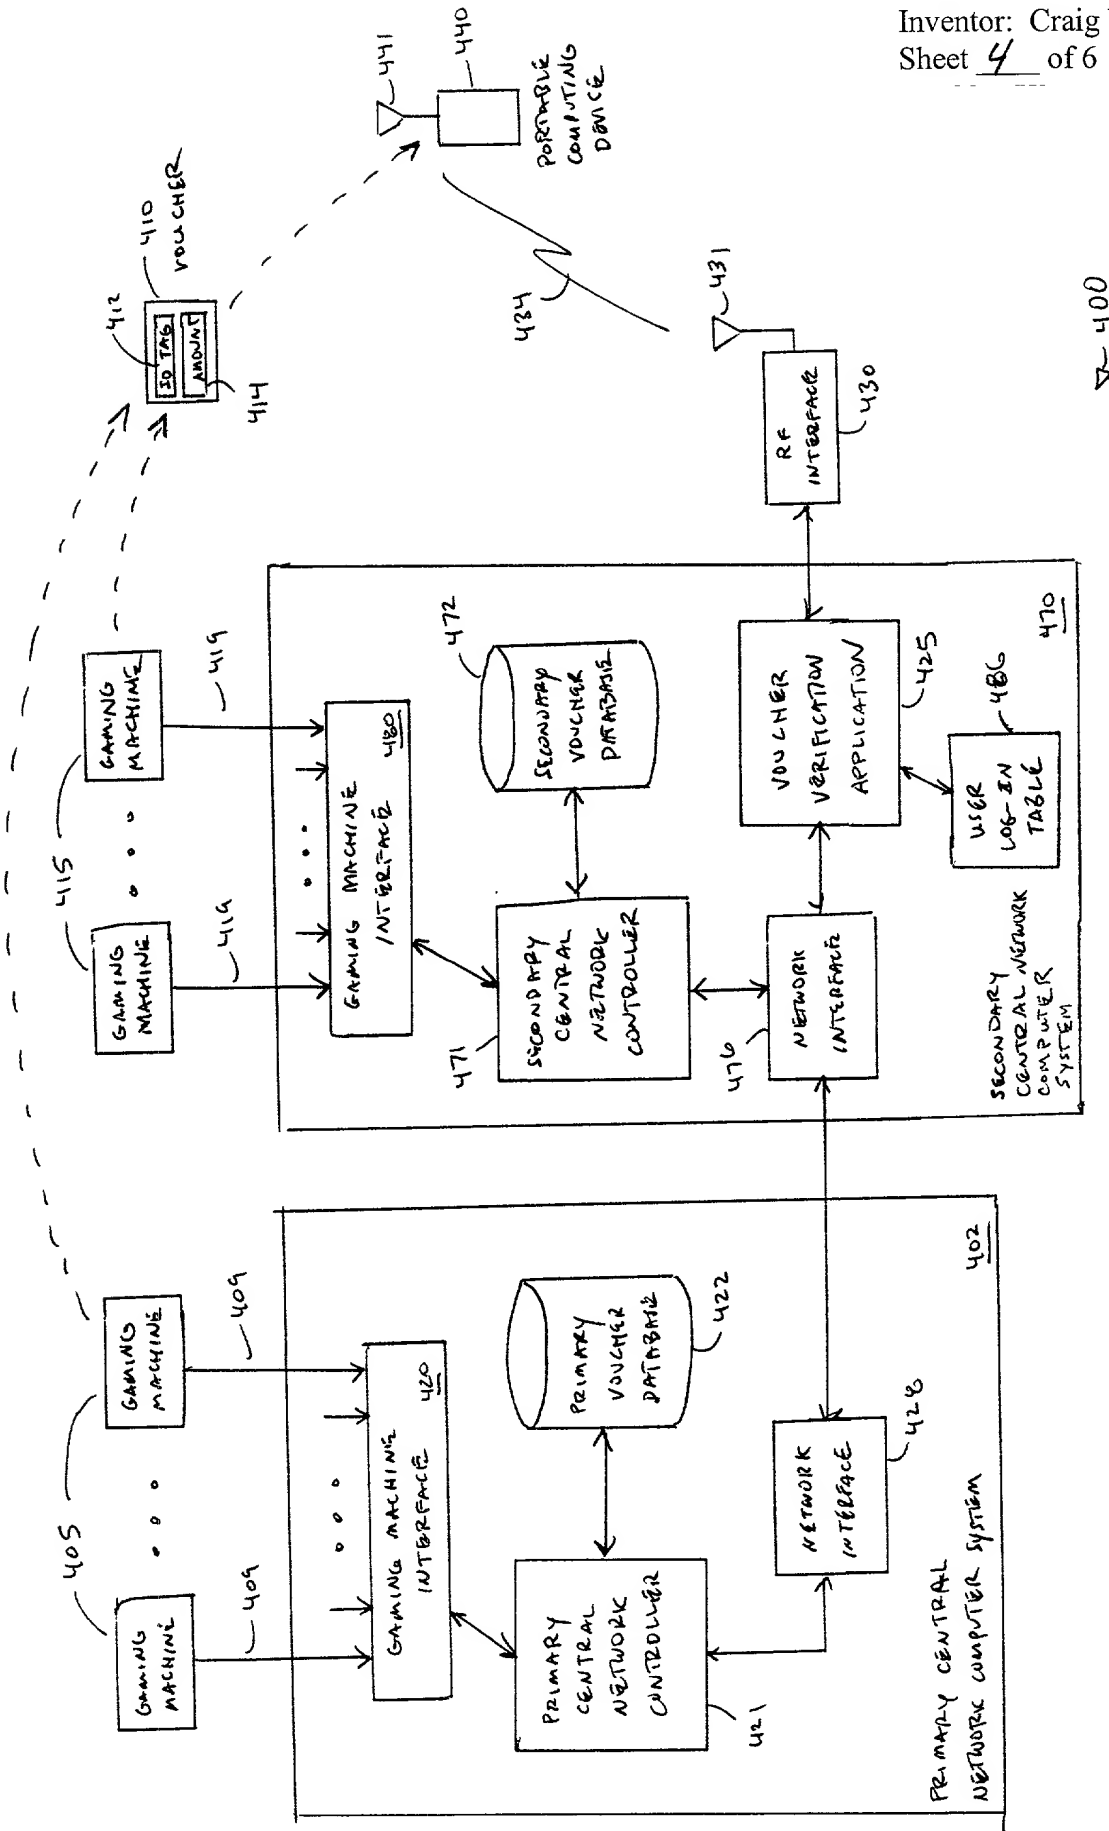 Inventor: Craig
Sheet 4 of 6
441
440
PORTABLE
COMPUTING
DEVICE
410
VOUCHER
412
ID TAG
AMOUNT
414
434
431
RF
INTERFACE
430
400
415
GAMING
MACHINE
GAMING
MACHINE
419
419
GAMING MACHINE
INTERFACE
480
472
SECONDARY
VOUCHER
DATABASE
SECONDARY
CENTRAL
NETWORK
CONTROLLER
471
NETWORK
INTERFACE
476
VOUCHER
VERIFICATION
APPLICATION
425
USER
LOG-IN
TABLE
486
470
SECONDARY
CENTRAL NETWORK
COMPUTER
SYSTEM
405
GAMING
MACHINE
GAMING
MACHINE
409
409
GAMING MACHINE
INTERFACE
420
PRIMARY
VOUCHER
DATABASE
422
PRIMARY
CENTRAL
NETWORK
CONTROLLER
421
NETWORK
INTERFACE
428
402
PRIMARY CENTRAL
NETWORK COMPUTER SYSTEM